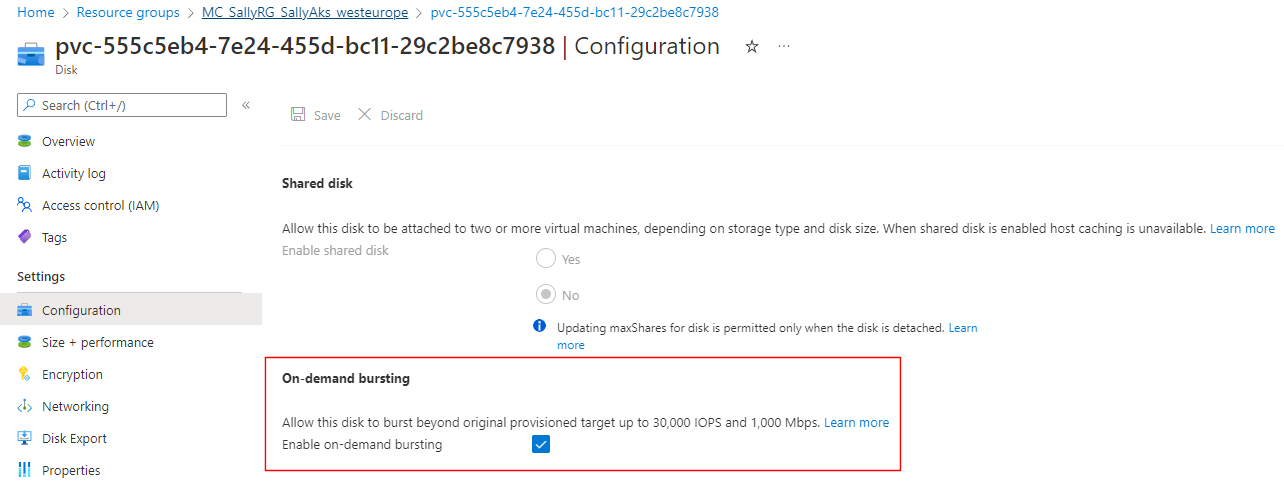 Home > Resource groups > MC_SallyRG_SallyAks_westeurope > pvc-555c5eb4-7e24-455d-bc11-29c2be8c7938
pvc-555c5eb4-7e24-455d-bc11-29c2be8c7938 | Configuration ☆ ...
Disk
Search (Ctrl+/) «
Save Discard
Overview
Activity log
Access control (IAM)
Tags
Settings
Configuration
Size + performance
Encryption
Networking
Disk Export
Properties
Shared disk
Allow this disk to be attached to two or more virtual machines, depending on storage type and disk size. When shared disk is enabled host caching is unavailable. Learn more
Enable shared disk
Yes
No
Updating maxShares for disk is permitted only when the disk is detached. Learn
more
On-demand bursting
Allow this disk to burst beyond original provisioned target up to 30,000 IOPS and 1,000 Mbps. Learn more
Enable on-demand bursting